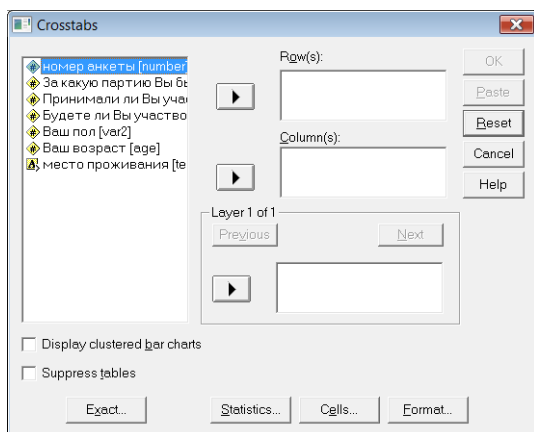 Crosstabs
номер анкеты [number]
За какую партию Вы бы
Принимали ли Вы уча
Будете ли Вы участво
Ваш пол [var2]
Ваш возраст [age]
место проживания [te
Row(s):
Column(s):
Layer 1 of 1
Previous
Next
OK
Paste
Reset
Cancel
Help
Display clustered bar charts
Suppress tables
Exact...
Statistics...
Cells...
Format...